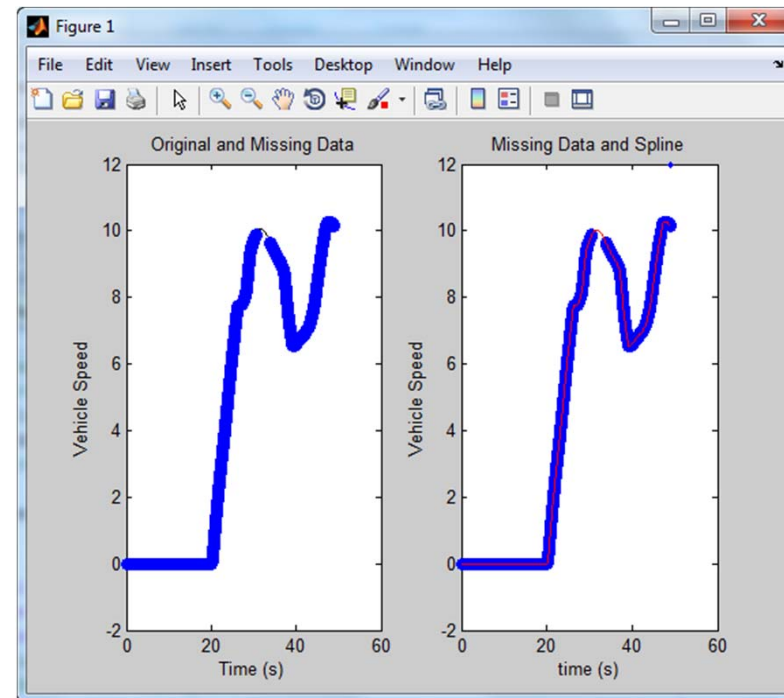 Figure 1
File Edit View Insert Tools Desktop Window Help
Original and Missing Data
12
10
8
6
4
2
0
-2
0 20 40 60
Vehicle Speed
Time (s)
Missing Data and Spline
12
10
8
6
4
2
0
-2
0 20 40 60
Vehicle Speed
time (s)